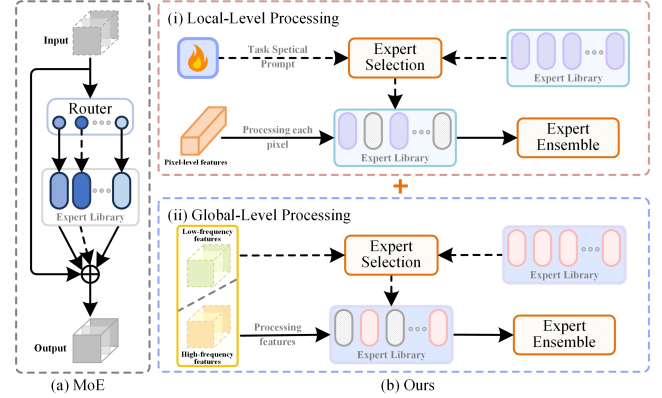 Input
Router
Expert Library
Output
(a) MoE
(i) Local-Level Processing
Task Spetical
Prompt
Expert
Selection
Expert Library
Processing each
pixel
Pixel-level features
Expert Library
Expert
Ensemble
+
(ii) Global-Level Processing
Low-frequency
features
Expert
Selection
Expert Library
Processing
features
High-frequency
features
Expert Library
Expert
Ensemble
(b) Ours